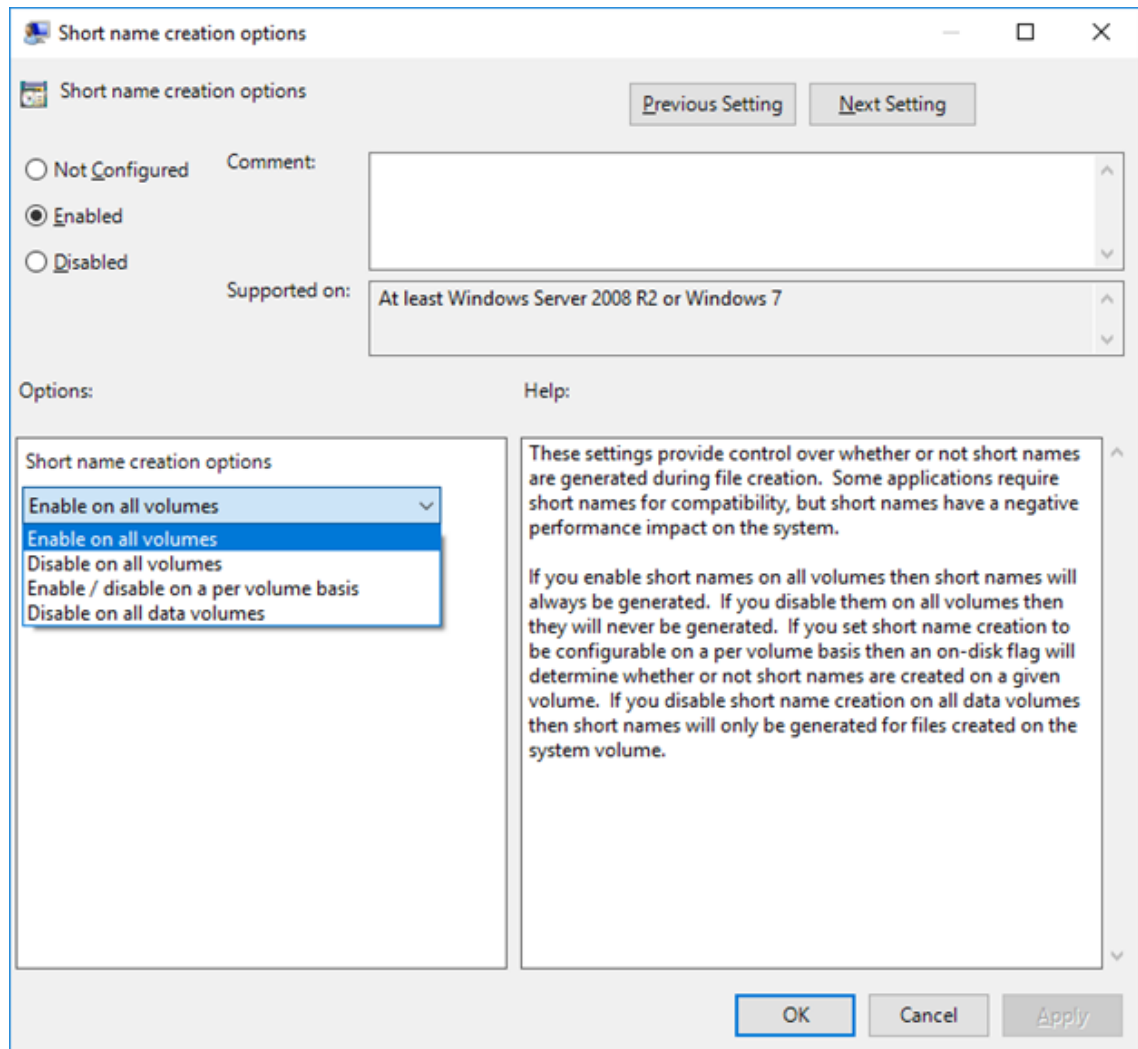 Short name creation options
Short name creation options
Previous Setting
Next Setting
Not Configured
Comment:
Enabled
Disabled
Supported on:
At least Windows Server 2008 R2 or Windows 7
Options:
Help:
Short name creation options
Enable on all volumes
Enable on all volumes
Disable on all volumes
Enable / disable on a per volume basis
Disable on all data volumes
These settings provide control over whether or not short names
are generated during file creation.  Some applications require
short names for compatibility, but short names have a negative
performance impact on the system.
If you enable short names on all volumes then short names will
always be generated.  If you disable them on all volumes then
they will never be generated.  If you set short name creation to
be configurable on a per volume basis then an on-disk flag will
determine whether or not short names are created on a given
volume.  If you disable short name creation on all data volumes
then short names will only be generated for files created on the
system volume.
OK
Cancel
Apply